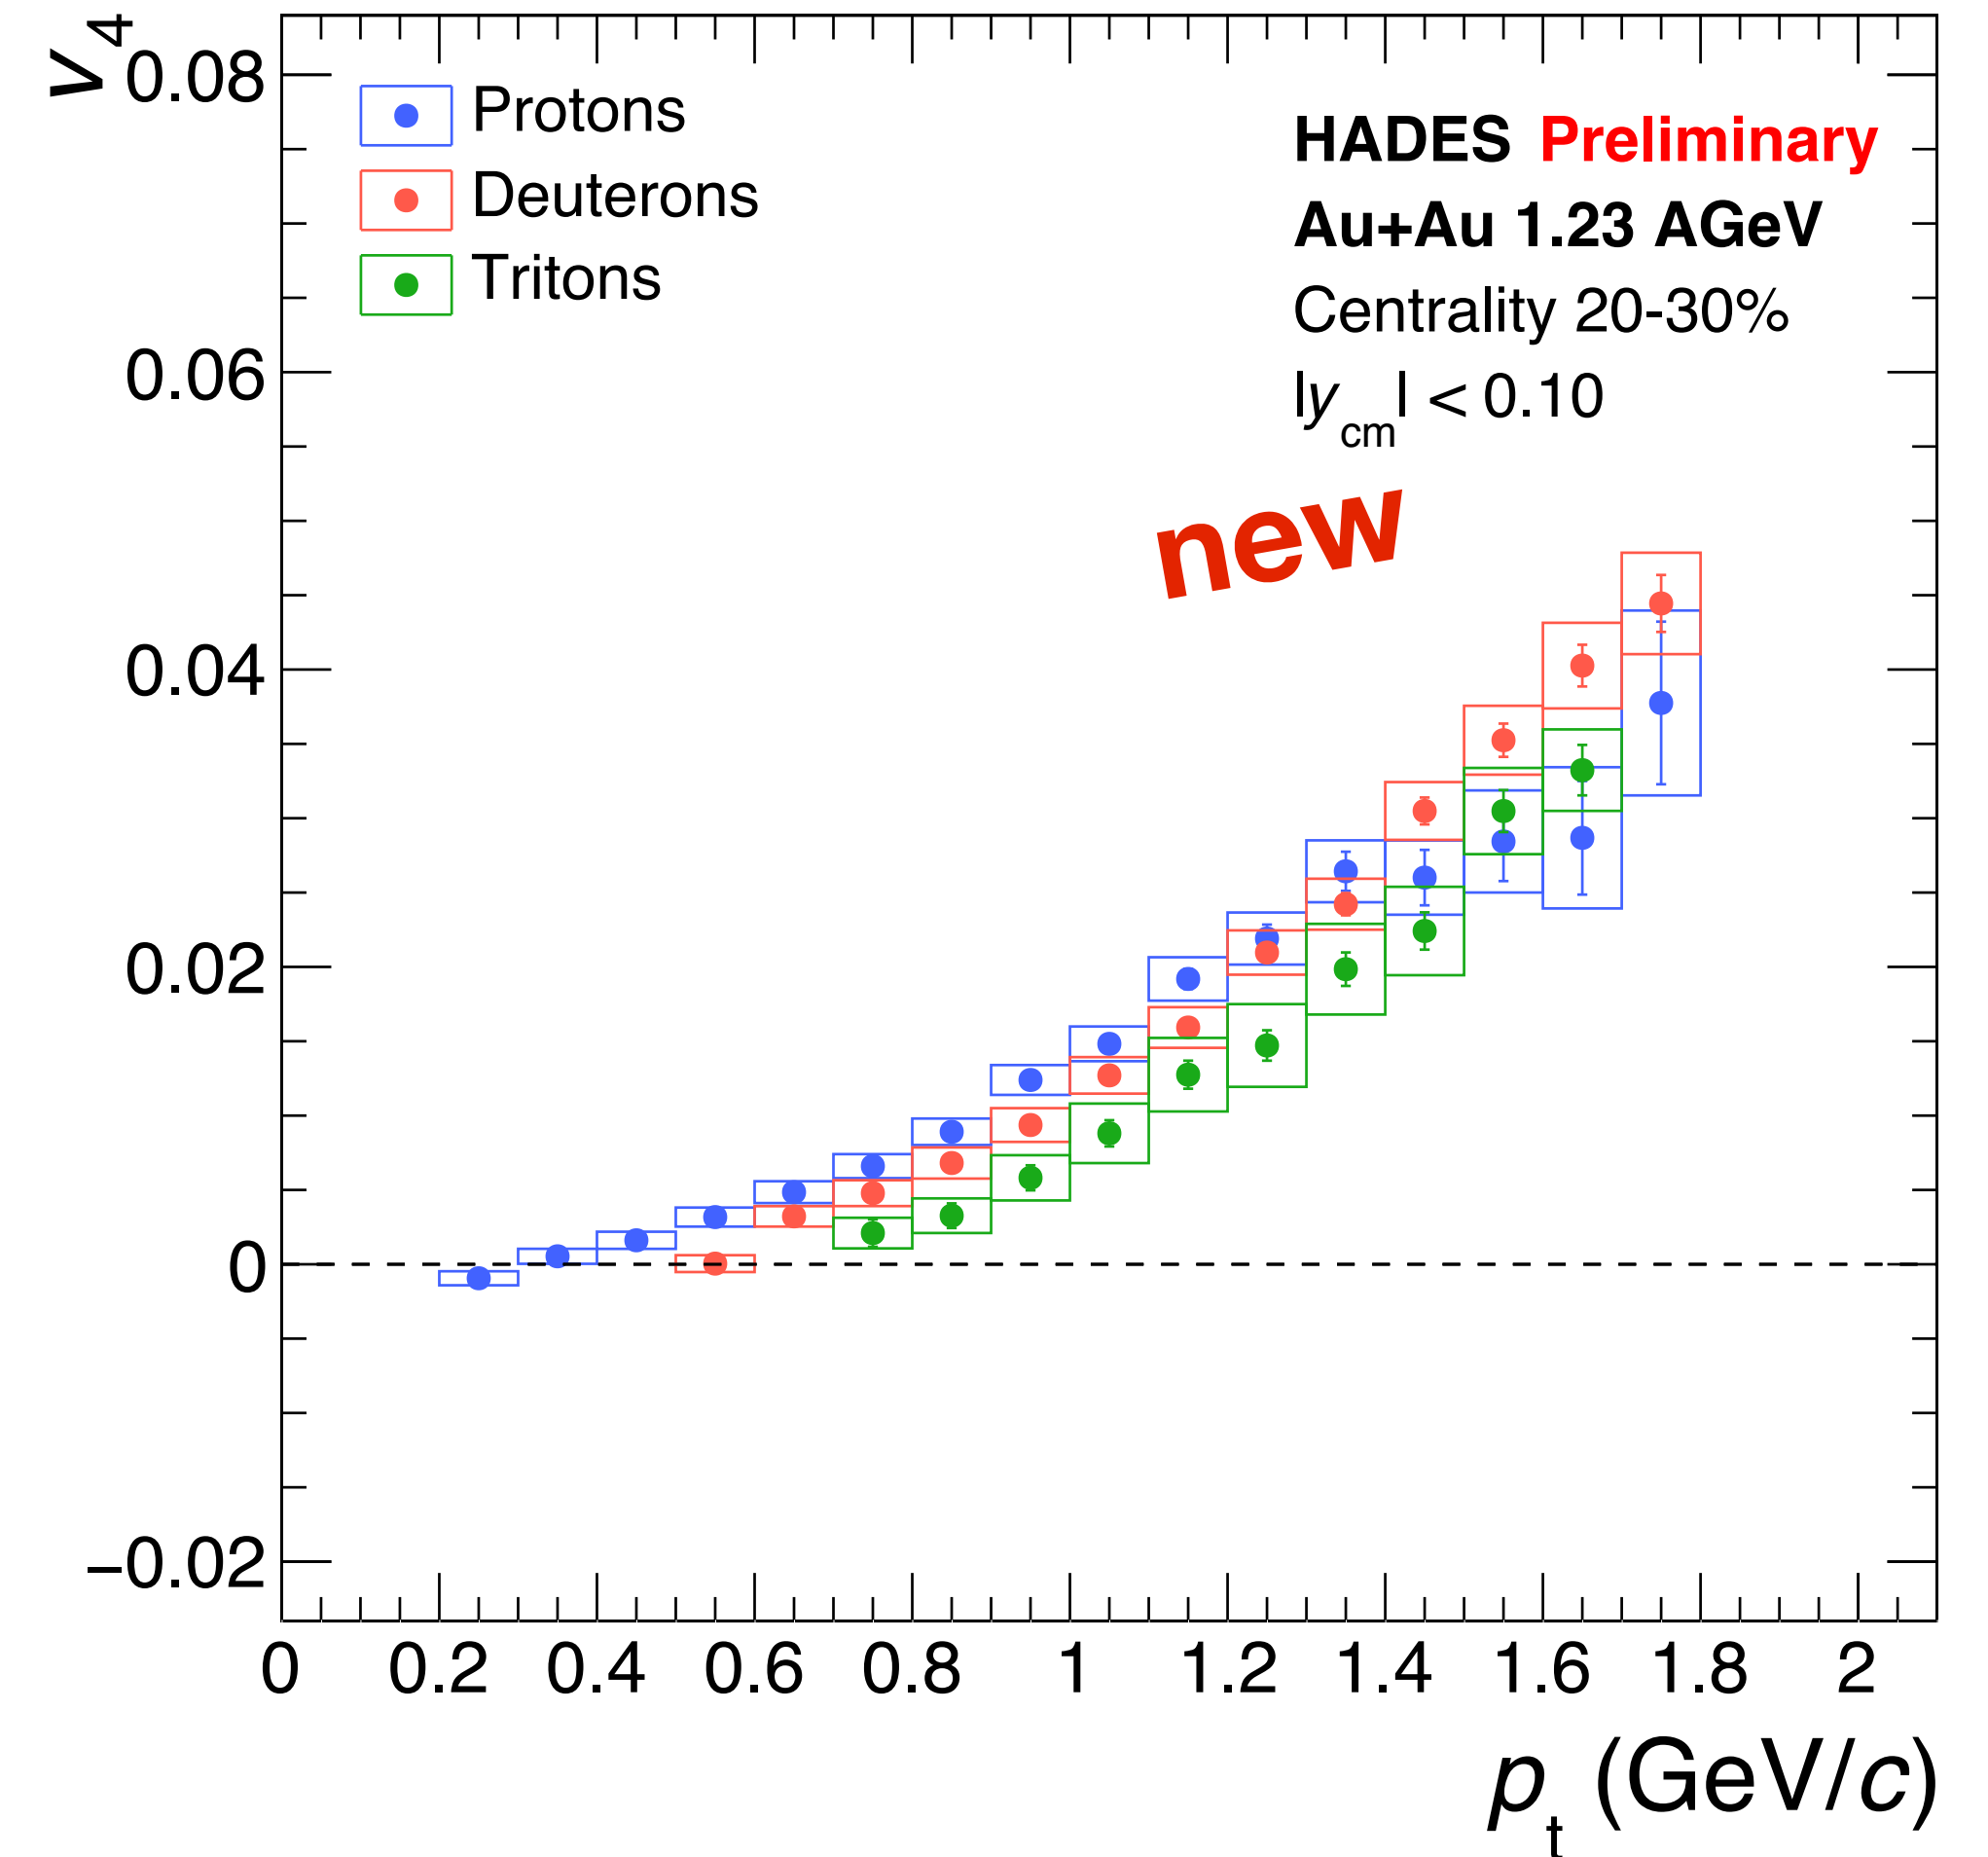 v4
0.08
0.06
0.04
0.02
0
−0.02
Protons
Deuterons
Tritons
HADES Preliminary
Au+Au 1.23 AGeV
Centrality 20-30%
|ycm| < 0.10
new
0 0.2 0.4 0.6 0.8 1 1.2 1.4 1.6 1.8 2
pt (GeV/c)